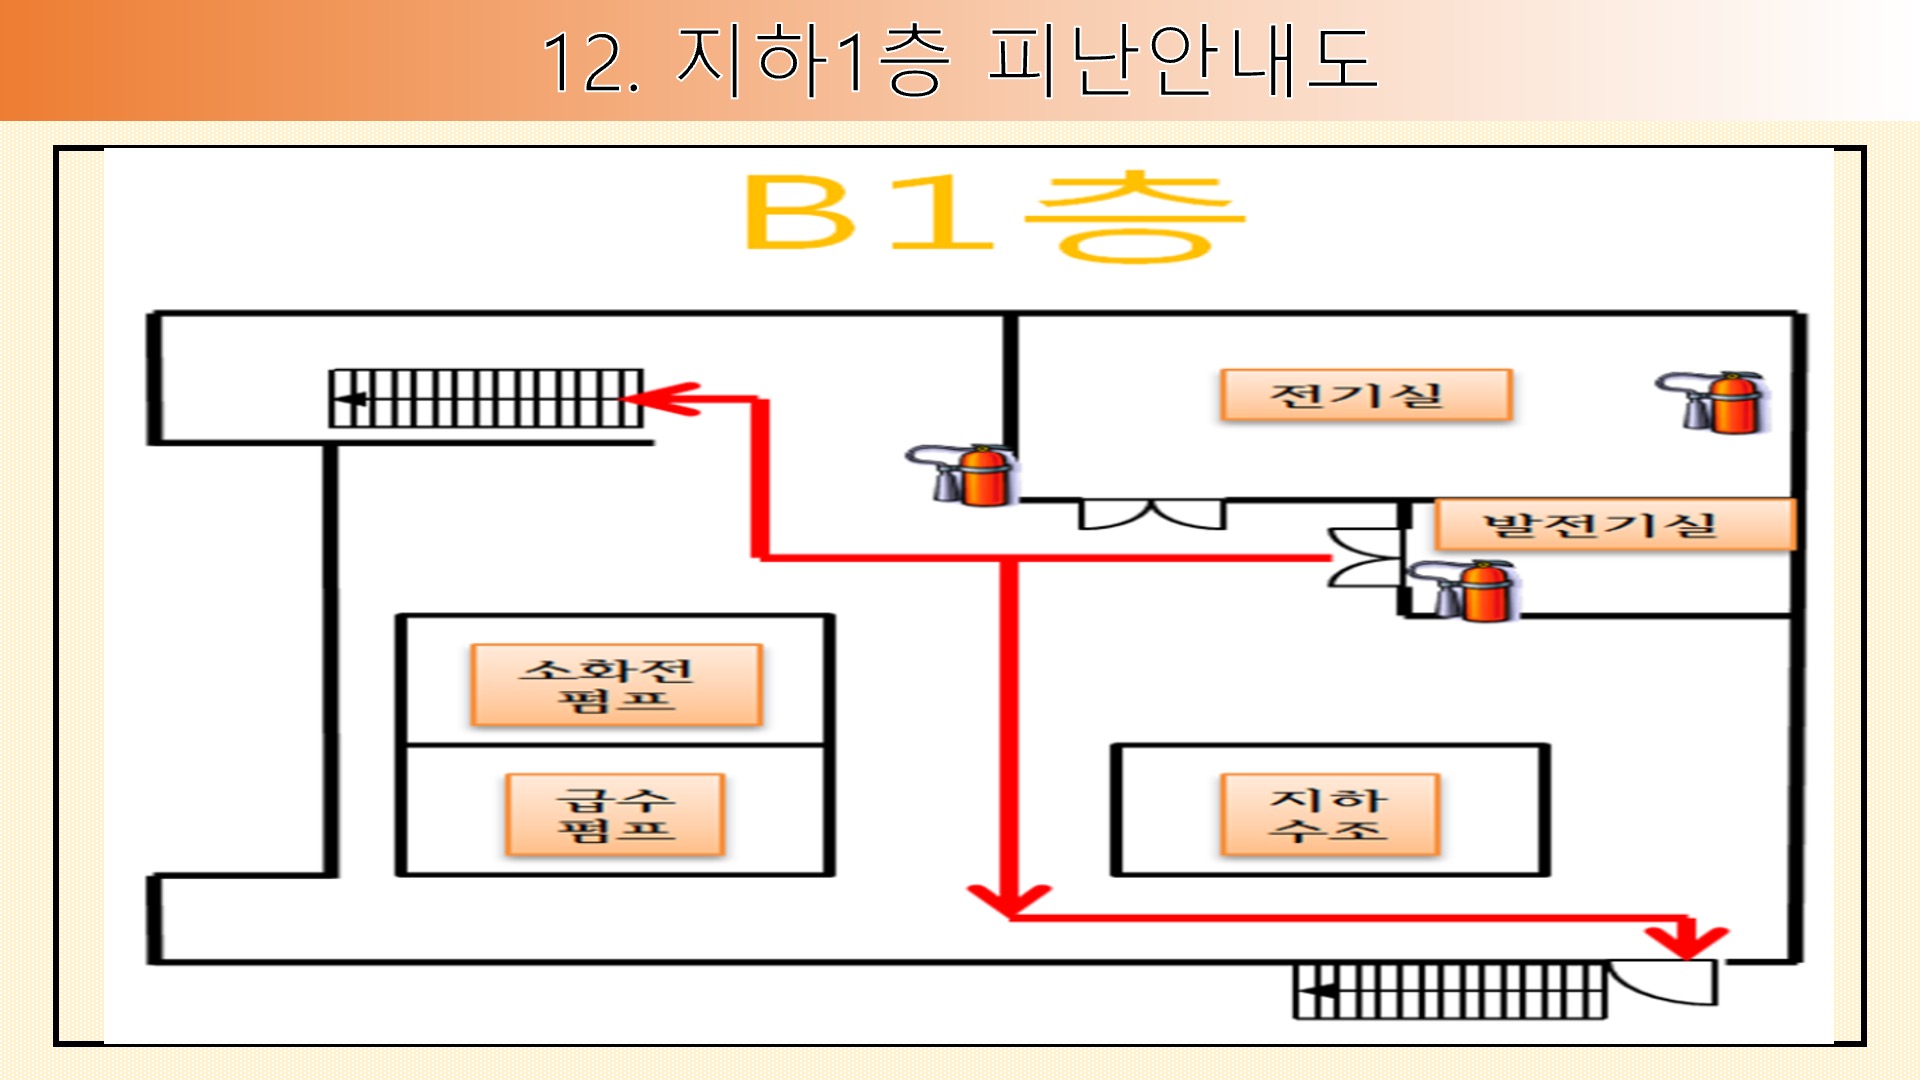 12. 지하1층 피난안내도
B1층
전기실
발전기실
소화전
펌프
급수
펌프
지하
수조